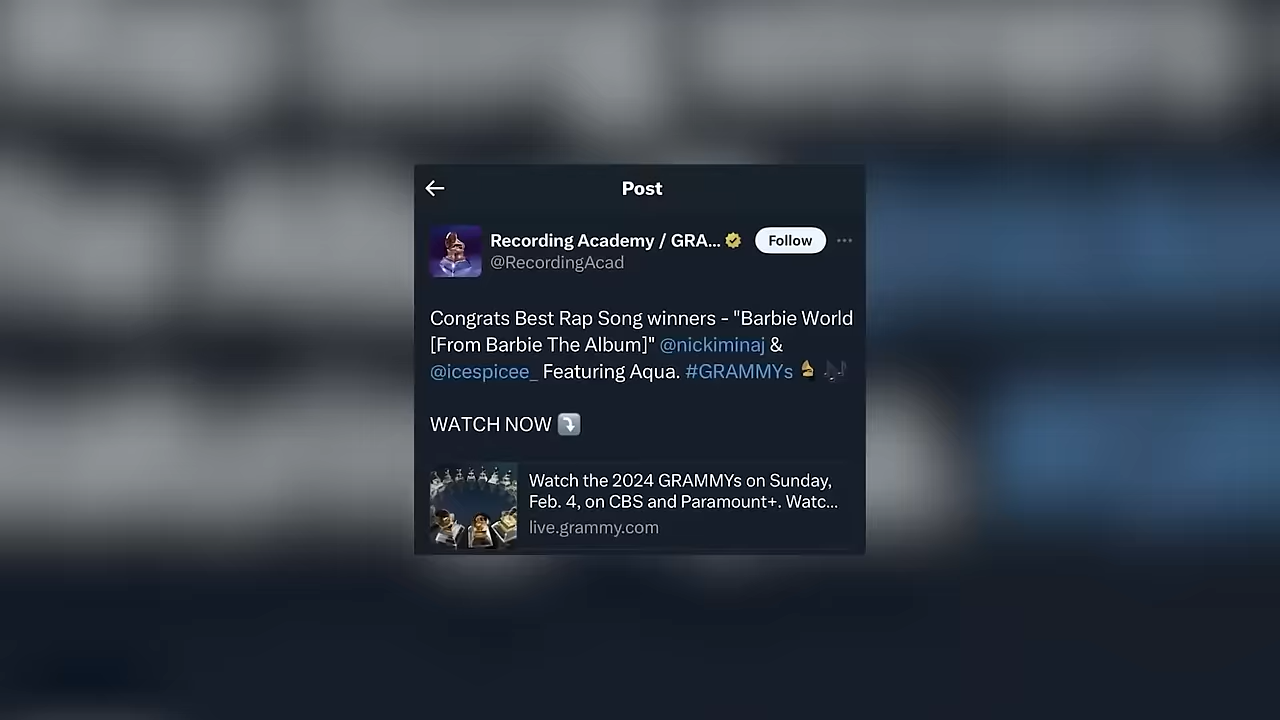 Post
Recording Academy / GRA...
Follow
@RecordingAcad
Congrats Best Rap Song winners - "Barbie World
[From Barbie The Album]" @nickiminaj &
@icespicee_ Featuring Aqua. #GRAMMYs
WATCH NOW
Watch the 2024 GRAMMYs on Sunday,
Feb. 4, on CBS and Paramount+. Watc...
live.grammy.com